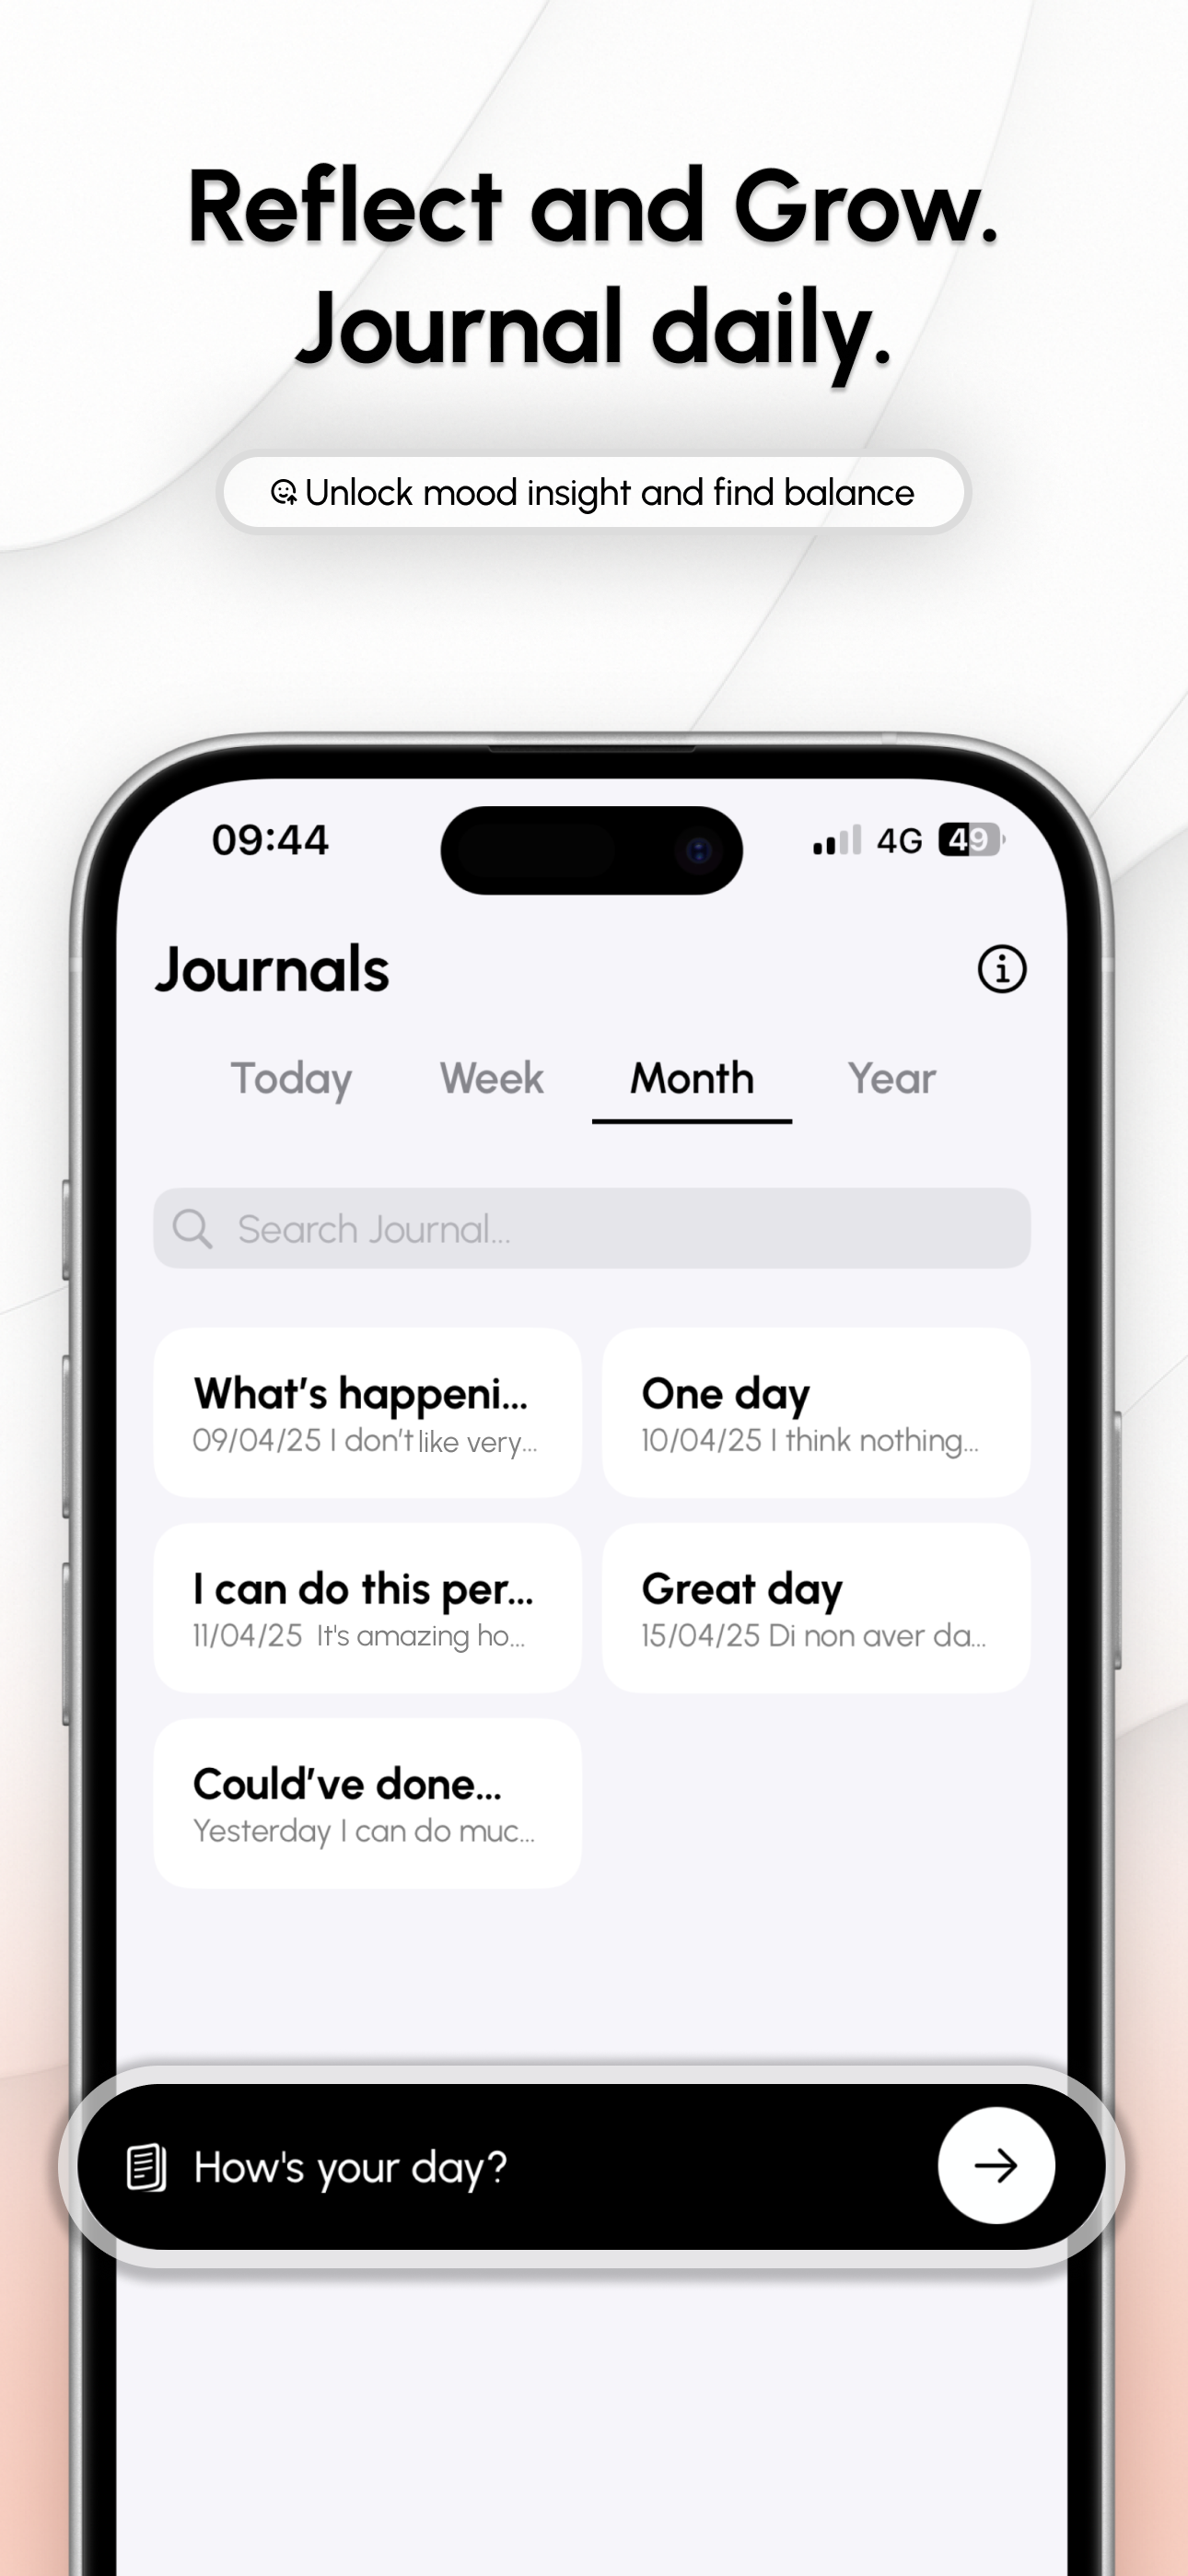 Reflect and Grow.
Journal daily.
Unlock mood insight and find balance
09:44
4G 49
Journals
Today Week Month Year
Search Journal...
What’s happeni...
09/04/25 I don’t like very...
One day
10/04/25 I think nothing...
I can do this per...
11/04/25 It's amazing ho...
Great day
15/04/25 Di non aver da...
Could’ve done...
Yesterday I can do muc...
How's your day?